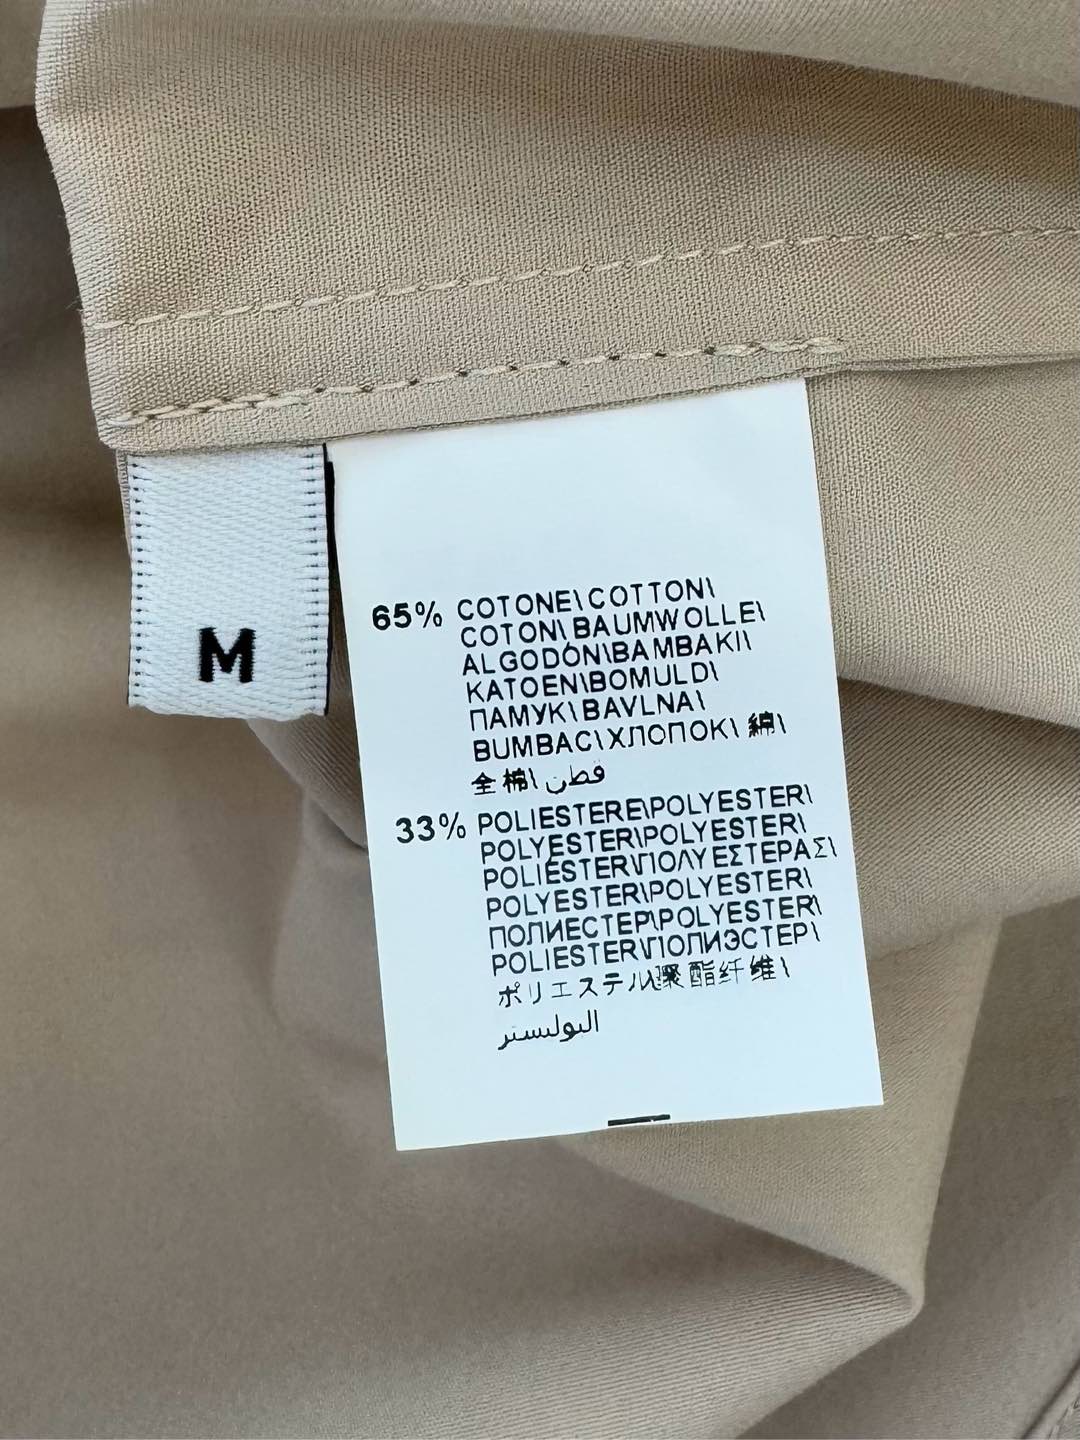 M
65% COTONE\COTTON\
COTON\BAUMWOLLE\
ALGODÓN\BAMBAKI\
KATOEN\BOMULD\
ПАМУК\BAVLNA\
BUMBAC\ХЛОПОК\ 綿\
全棉\ قطن
33% POLIESTERE\POLYESTER\
POLYESTER\POLYESTER\
POLIÉSTER\ΠΟΛΥΕΣΤΕΡΑΣ\
POLYESTER\POLYESTER\
ПОЛИЕСТЕР\POLYESTER\
POLIESTER\ПОЛИЭСТЕР\
ポリエステル\聚酯纤维\
البوليستر